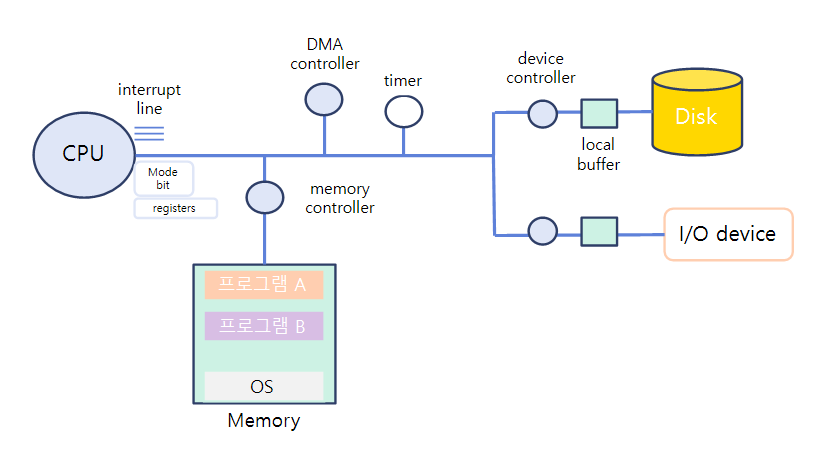 DMA
controller
device
controller
timer
interrupt
line
CPU
Disk
local
buffer
Mode
bit
registers
memory
controller
I/O device
프로그램 A
프로그램 B
OS
Memory